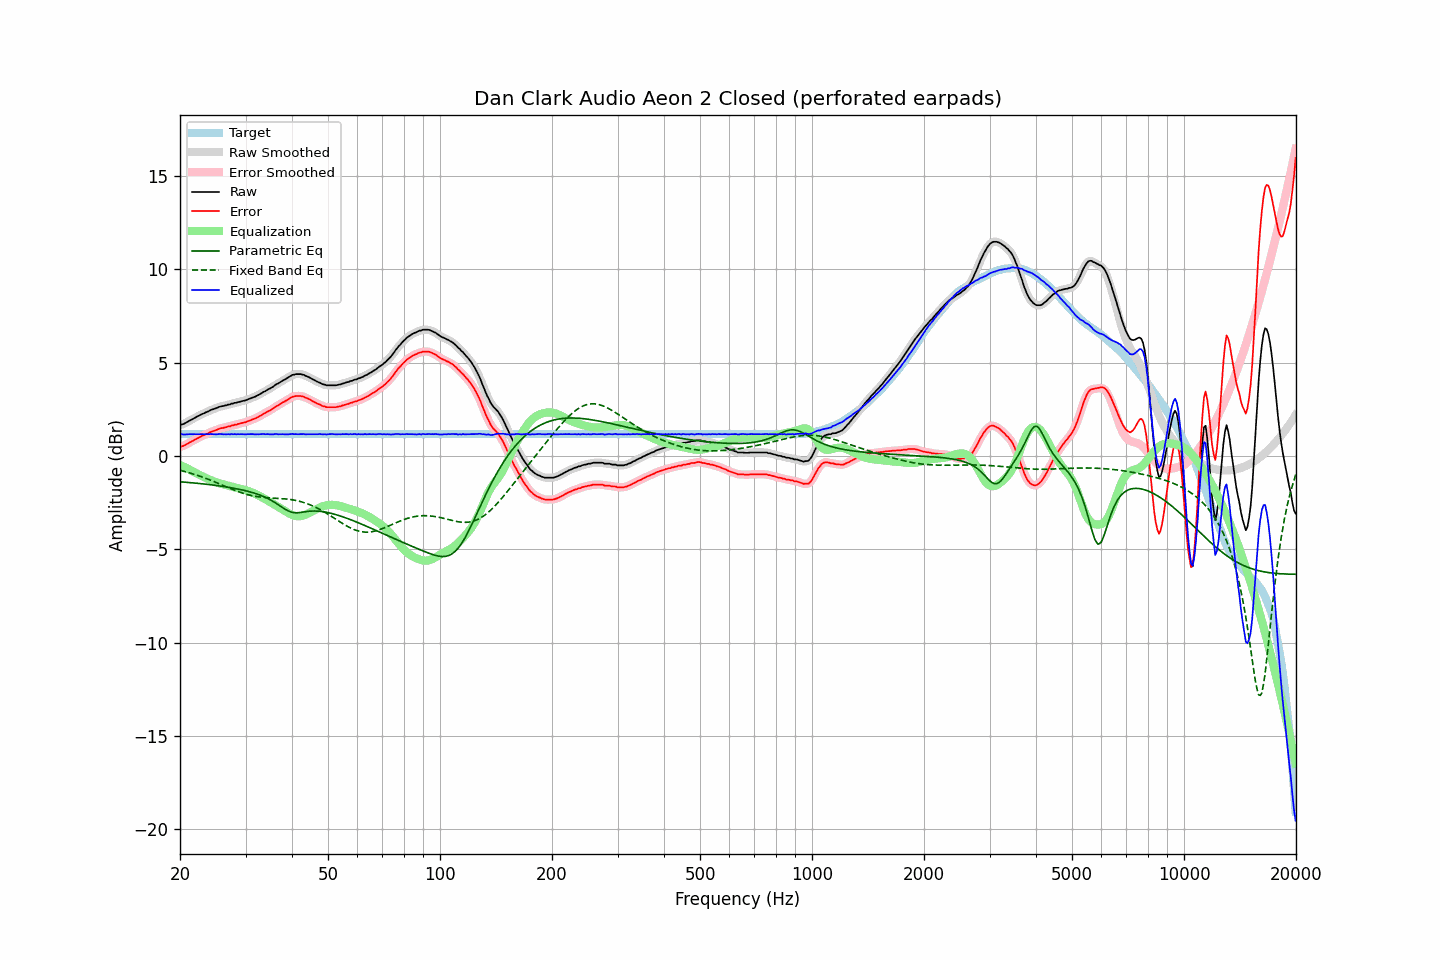 Dan Clark Audio Aeon 2 Closed (perforated earpads)
Target
Raw Smoothed
Error Smoothed
Raw
Error
Equalization
Parametric Eq
Fixed Band Eq
Equalized
15
10
5
0
−5
−10
−15
−20
Amplitude (dBr)
20 50 100 200 500 1000 2000 5000 10000 20000
Frequency (Hz)